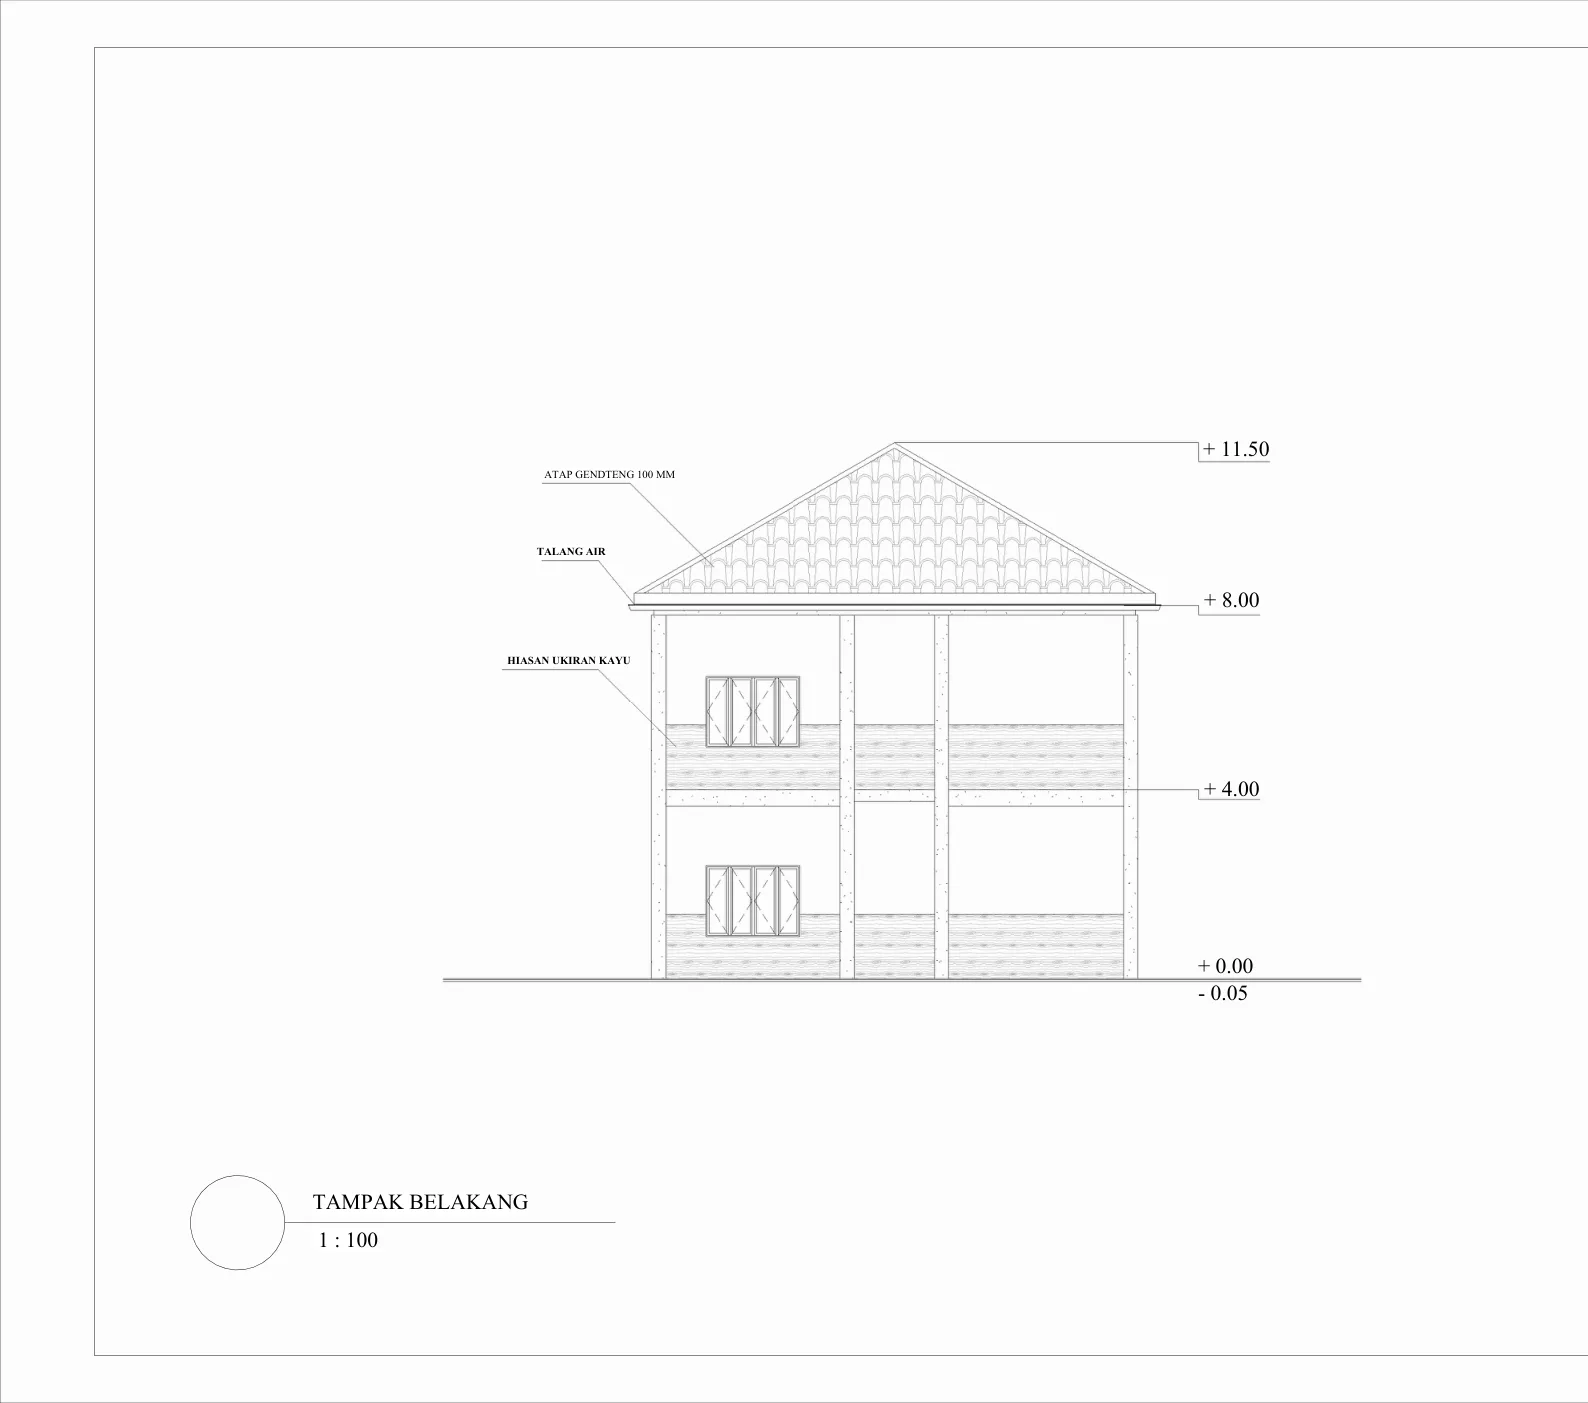 + 11.50
ATAP GENDTENG 100 MM
TALANG AIR
+ 8.00
HIASAN UKIRAN KAYU
+ 4.00
+ 0.00
- 0.05
TAMPAK BELAKANG
1 : 100